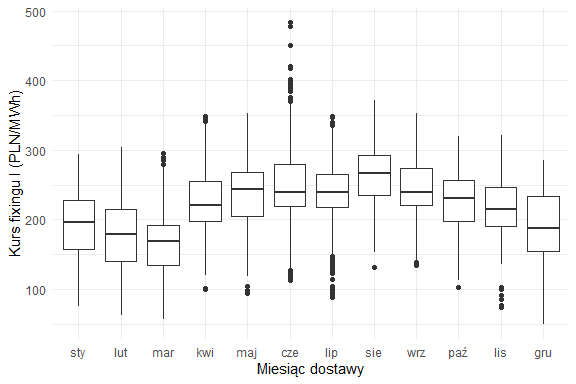 Kurs fixingu I (PLN/MWh)
500
400
300
200
100
sty lut mar kwi maj cze lip sie wrz paź lis gru
Miesiąc dostawy